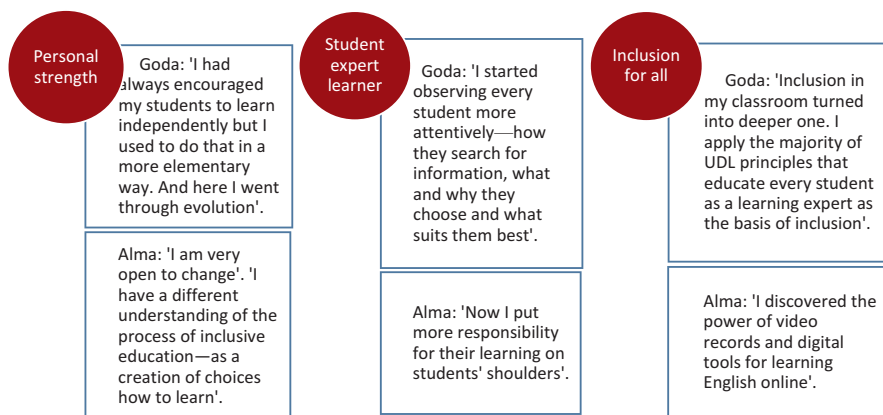 Personal
strength
Goda: 'I had
always encouraged
my students to learn
independently but I
used to do that in a
more elementary
way. And here I went
through evolution'.
Alma: 'I am very
open to change'. 'I
have a different
understanding of the
process of inclusive
education—as a
creation of choices
how to learn'.
Student
expert
learner
Goda: 'I started
observing every
student more
attentively—how
they search for
information, what
and why they
choose and what
suits them best'.
Alma: 'Now I put
more responsibility
for their learning on
students' shoulders'.
Inclusion
for all
Goda: 'Inclusion in
my classroom turned
into deeper one. I
apply the majority of
UDL principles that
educate every student
as a learning expert as
the basis of inclusion'.
Alma: 'I discovered the
power of video
records and digital
tools for learning
English online'.